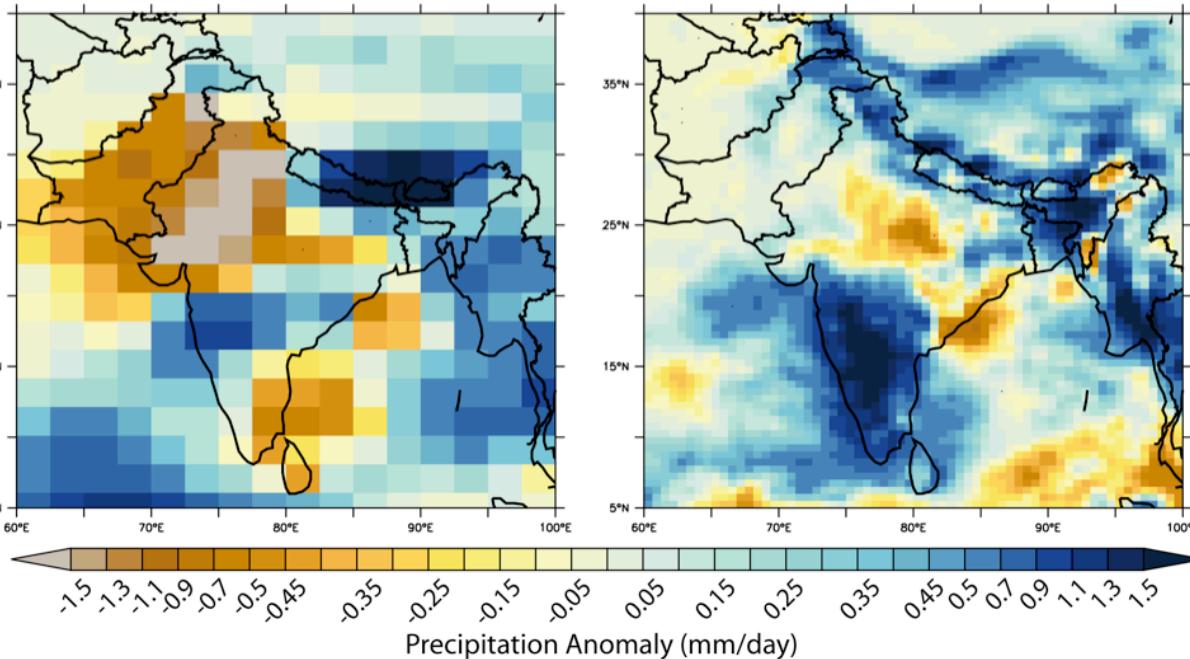 35°N
25°N
15°N
5°N
60°E 70°E 80°E 90°E 100°E 60°E 70°E 80°E 90°E 100°
-1.5 -1.3 -1.1 -0.9 -0.7 -0.5 -0.45 -0.35 -0.25 -0.15 -0.05 0.05 0.15 0.25 0.35 0.45 0.5 0.7 0.9 1.1 1.3 1.5
Precipitation Anomaly (mm/day)